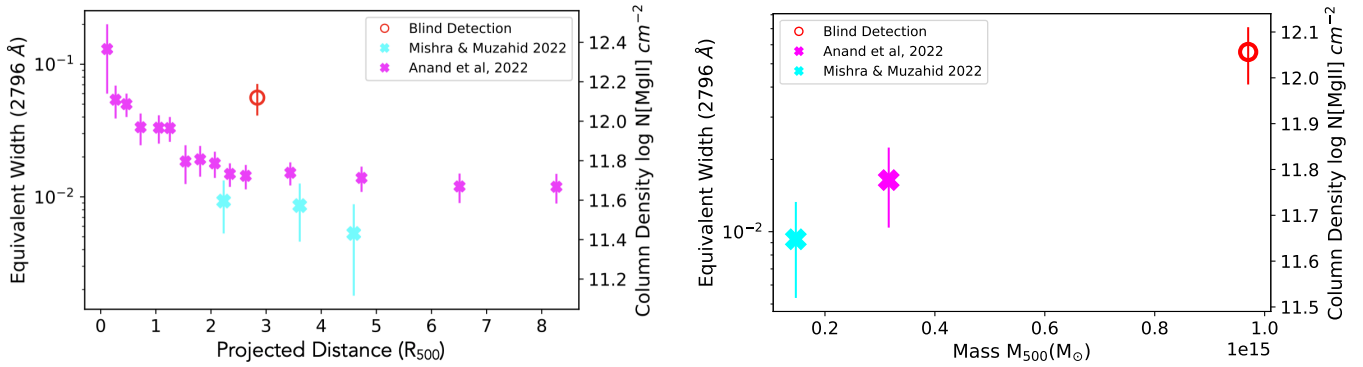 Equivalent Width (2796 Å)
10⁻¹
10⁻²
Blind Detection
Mishra & Muzahid 2022
Anand et al, 2022
12.4
12.2
12.0
11.8
11.6
11.4
11.2
Column Density log N[MgII] cm⁻²
0 1 2 3 4 5 6 7 8
Projected Distance (R₅₀₀)
Equivalent Width (2796 Å)
10⁻²
Blind Detection
Anand et al, 2022
Mishra & Muzahid 2022
12.1
12.0
11.9
11.8
11.7
11.6
11.5
Column Density log N[MgII] cm⁻²
0.2 0.4 0.6 0.8 1.0
1e15
Mass M₅₀₀(M⊙)